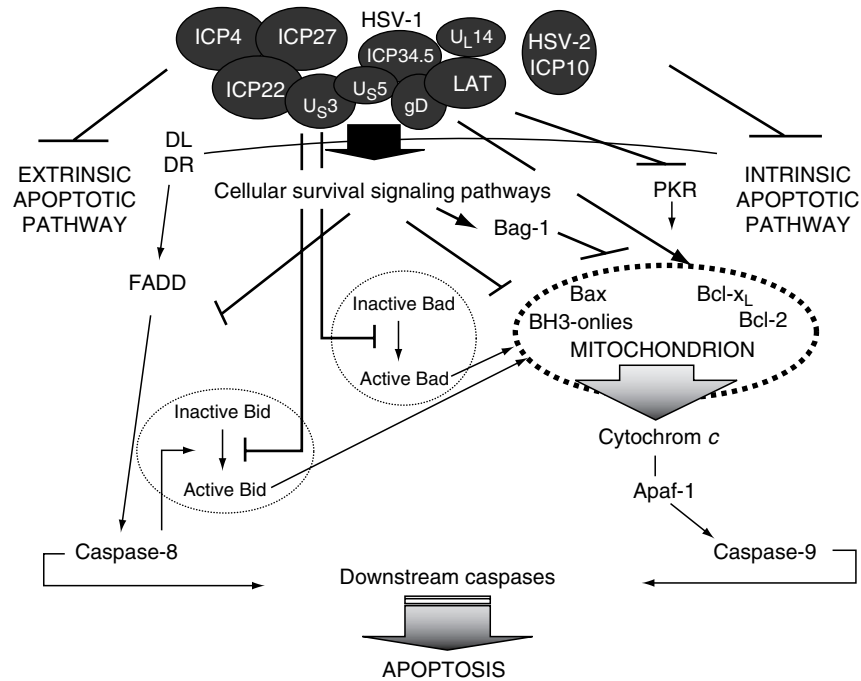 HSV-1
ICP4
ICP27
ICP34.5
UL14
HSV-2
ICP10
ICP22
US3
US5
gD
LAT
DL
DR
EXTRINSIC
APOPTOTIC
PATHWAY
Cellular survival signaling pathways
PKR
INTRINSIC
APOPTOTIC
PATHWAY
Bag-1
FADD
Inactive Bad
Active Bad
Bax
Bcl-xL
BH3-onlies
Bcl-2
MITOCHONDRION
Inactive Bid
Active Bid
Cytochrom c
Apaf-1
Caspase-8
Caspase-9
Downstream caspases
APOPTOSIS